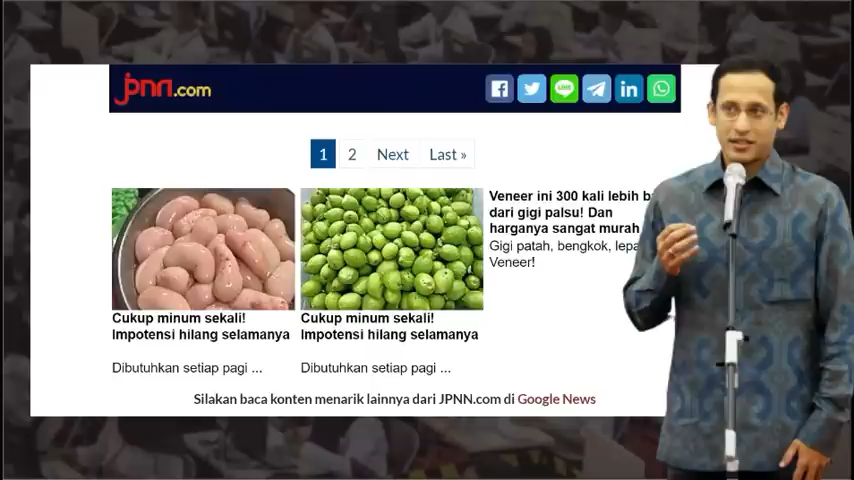 JPNN.com
LINE
in
1 2 Next Last »
Cukup minum sekali!
Impotensi hilang selamanya
Dibutuhkan setiap pagi ...
Cukup minum sekali!
Impotensi hilang selamanya
Dibutuhkan setiap pagi ...
Veneer ini 300 kali lebih
dari gigi palsu! Dan
harganya sangat murah
Gigi patah, bengkok,
Veneer!
Silakan baca konten menarik lainnya dari JPNN.com di Google News